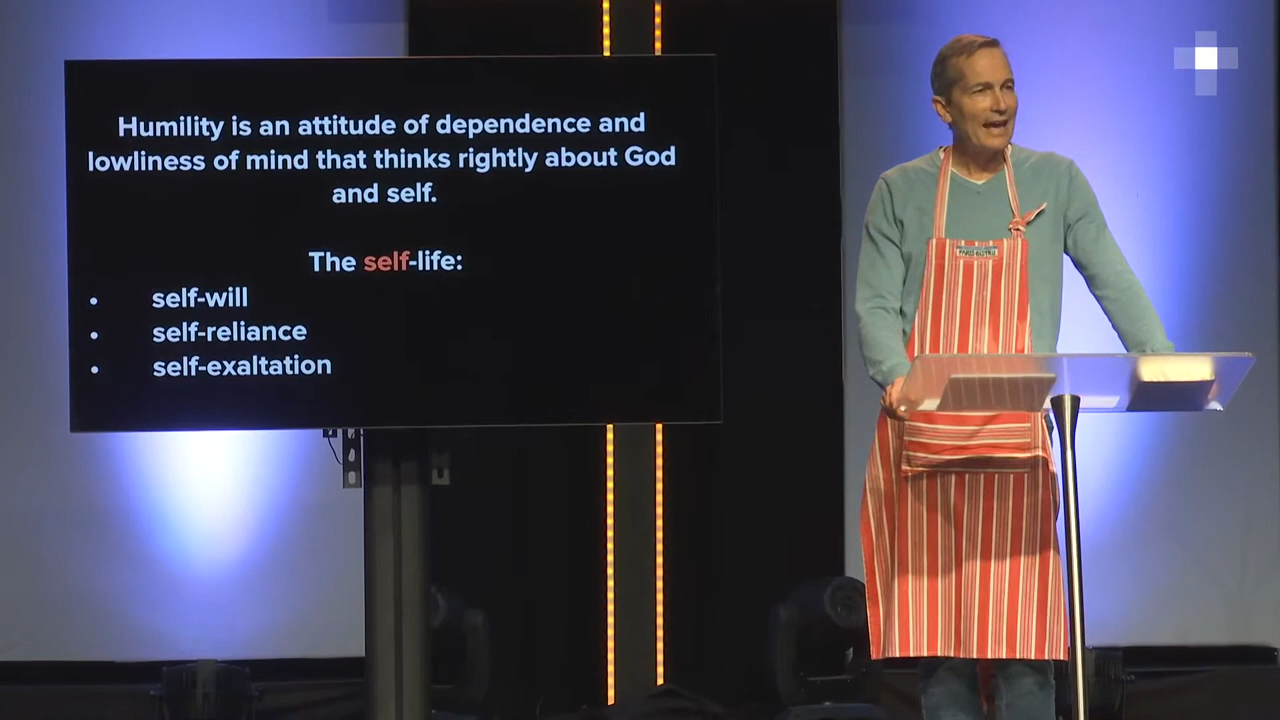 Humility is an attitude of dependence and
lowliness of mind that thinks rightly about God
and self.
The self-life:
• self-will
• self-reliance
• self-exaltation